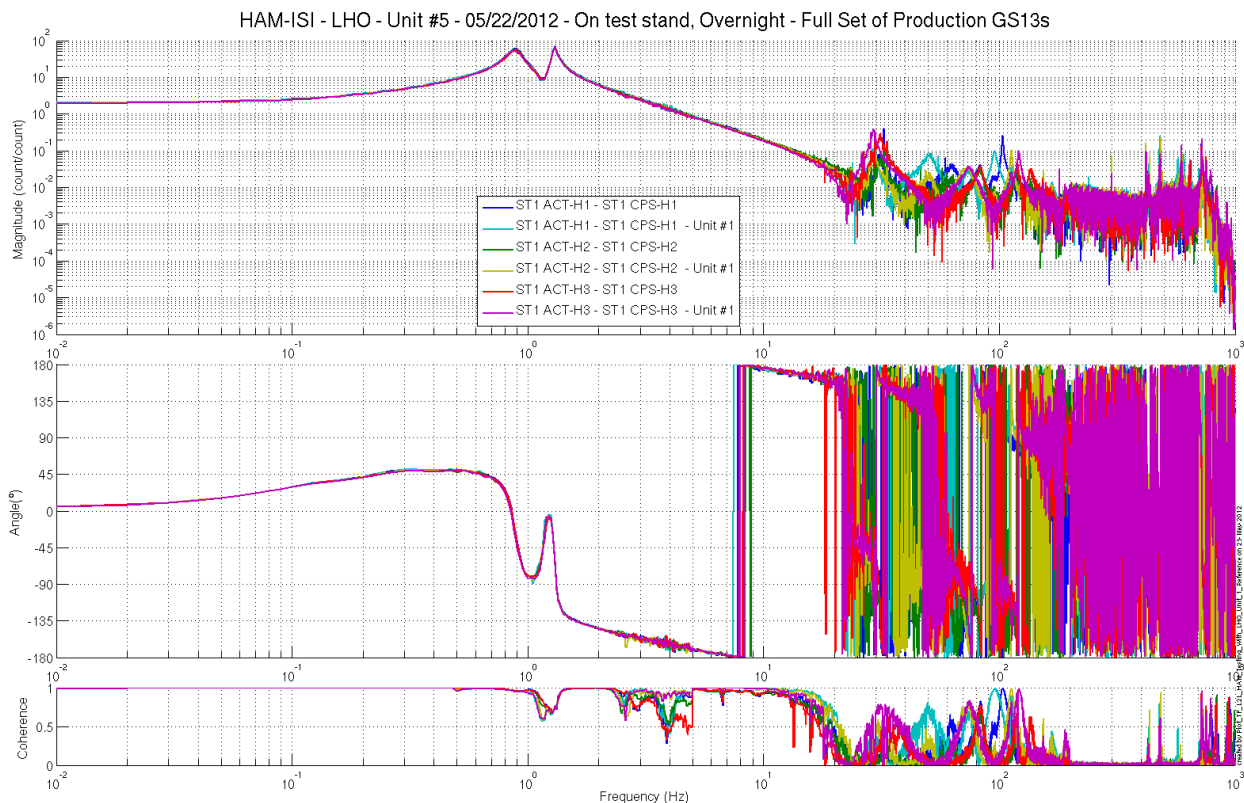 HAM-ISI - LHO - Unit #5 - 05/22/2012 - On test stand, Overnight - Full Set of Production GS13s
Magnitude (count/count)
10^2
10^1
10^0
10^-1
10^-2
10^-3
10^-4
10^-5
10^-6
ST1 ACT-H1 - ST1 CPS-H1
ST1 ACT-H1 - ST1 CPS-H1 - Unit #1
ST1 ACT-H2 - ST1 CPS-H2
ST1 ACT-H2 - ST1 CPS-H2 - Unit #1
ST1 ACT-H3 - ST1 CPS-H3
ST1 ACT-H3 - ST1 CPS-H3 - Unit #1
10^-2 10^-1 10^0 10^1 10^2 10^3
Angle(°)
180
135
90
45
0
-45
-90
-135
-180
10^-2 10^-1 10^0 10^1 10^2 10^3
Coherence
1
0.5
0
10^-2 10^-1 10^0 10^1 10^2 10^3
Frequency (Hz)